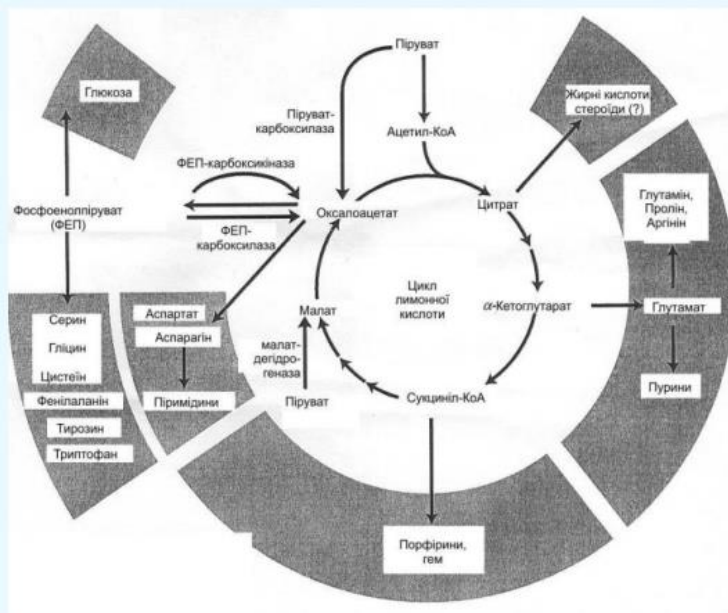 Піруват
Глюкоза
Жирні кислоти,
стероїди (?)
Піруват-
карбоксилаза
Ацетил-КоА
ФЕП-карбоксикіназа
Фосфоенолпіруват
(ФЕП)
Оксалоацетат
Цитрат
ФЕП-
карбоксилаза
Глутамін,
Пролін,
Аргінін
Цикл
лимонної
кислоти
Малат
α-Кетоглутарат
Глутамат
Серин
Гліцин
Цистеїн
Фенілаланін
Тирозин
Триптофан
Аспартат
Аспарагін
Піримідини
малат-
дегідро-
геназа
Піруват
Сукциніл-КоА
Пурини
Порфірини,
гем